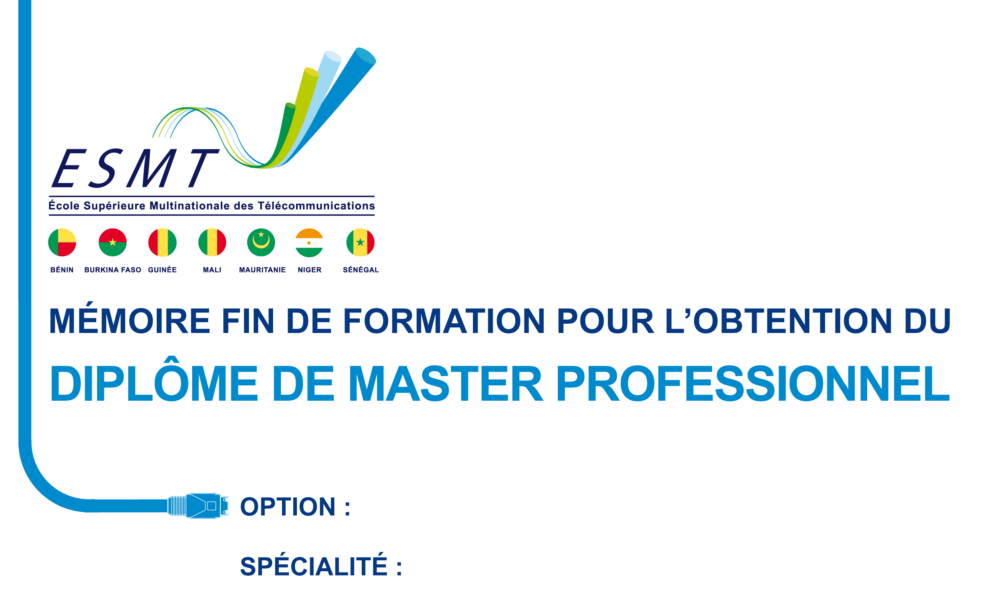 ESMT
École Supérieure Multinationale des Télécommunications
BÉNIN BURKINA FASO GUINÉE MALI MAURITANIE NIGER SÉNÉGAL
MÉMOIRE FIN DE FORMATION POUR L’OBTENTION DU
DIPLÔME DE MASTER PROFESSIONNEL
OPTION :
SPÉCIALITÉ :